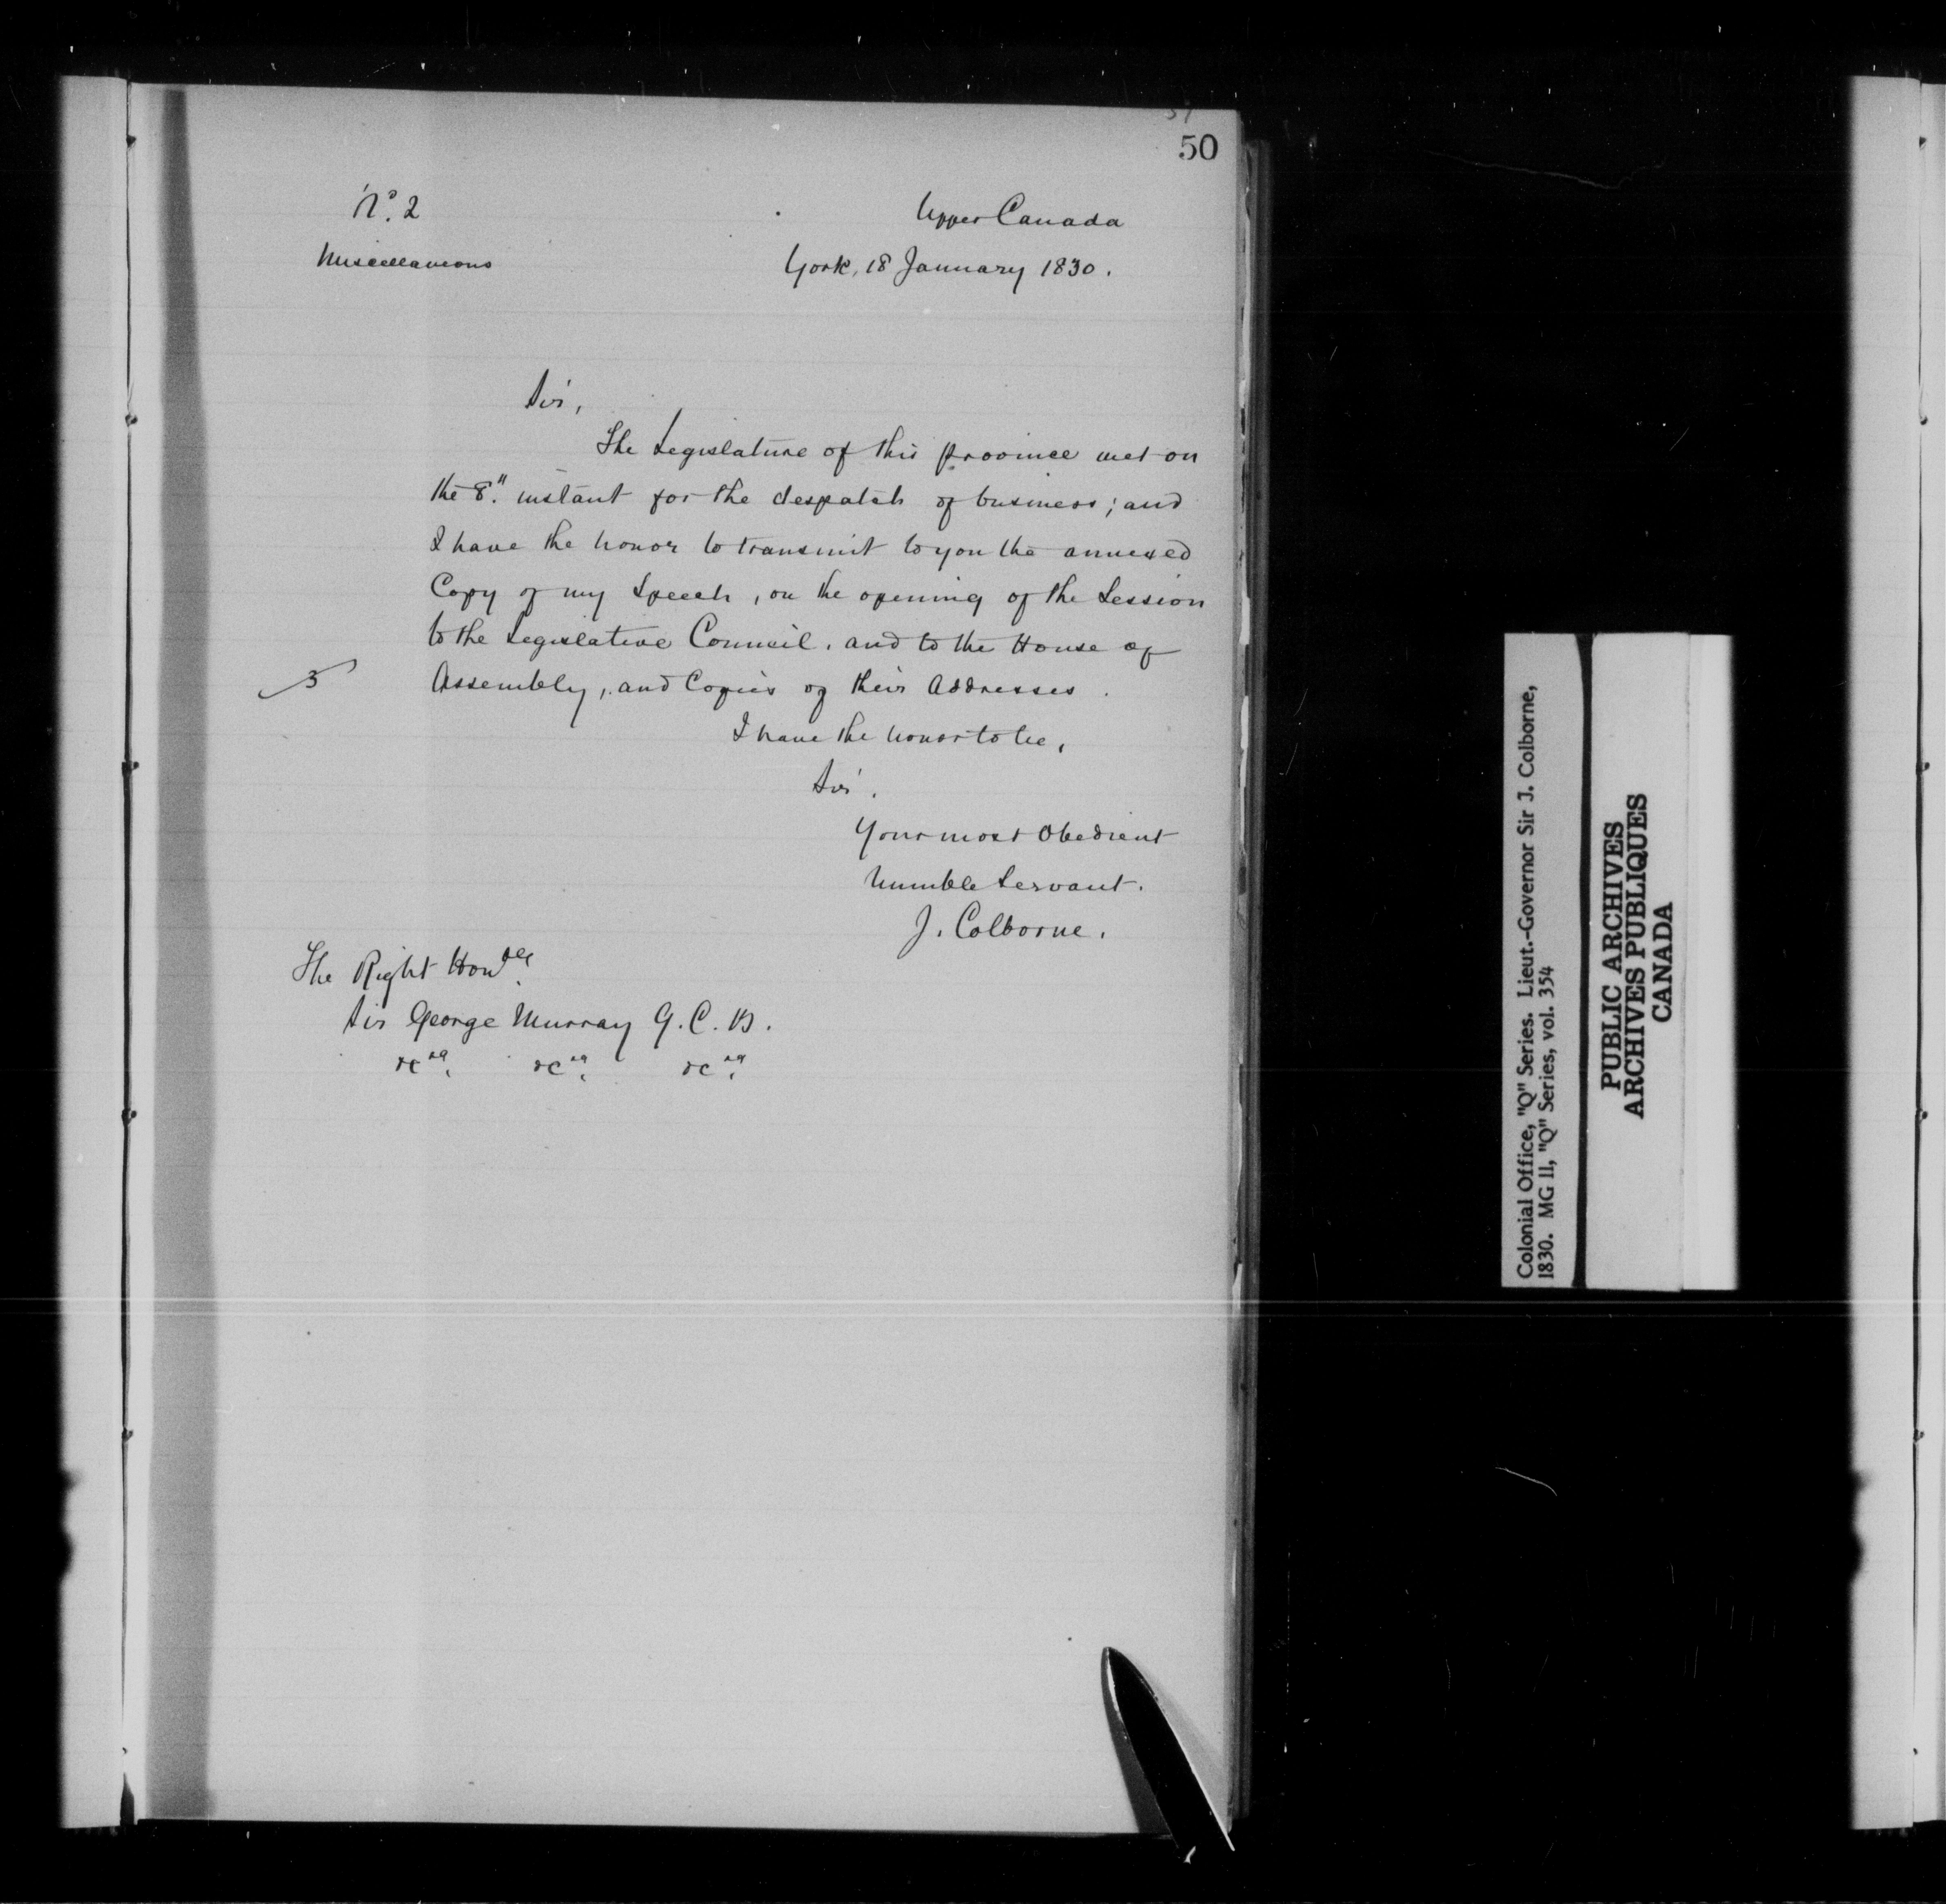 50
No. 2
Upper Canada
Miscellaneous
York, 18 January 1830.
Sir,
The Legislature of this province met on
the 8." instant for the despatch of business; and
I have the honor to transmit to you the annexed
Copy of my Speech, on the opening of the Session
to the Legislative Council, and to the House of
3
Assembly, and Copies of their Addresses.
I have the honor to be,
Sir,
Your most Obedient
Humble Servant.
J. Colborne.
The Right Honble.
Sir George Murray G.C.B.
&ca. &ca. &ca.
Colonial Office, "Q" Series. Lieut.-Governor Sir J. Colborne,
1830. MG 11, "Q" Series, vol. 354
PUBLIC ARCHIVES
ARCHIVES PUBLIQUES
CANADA